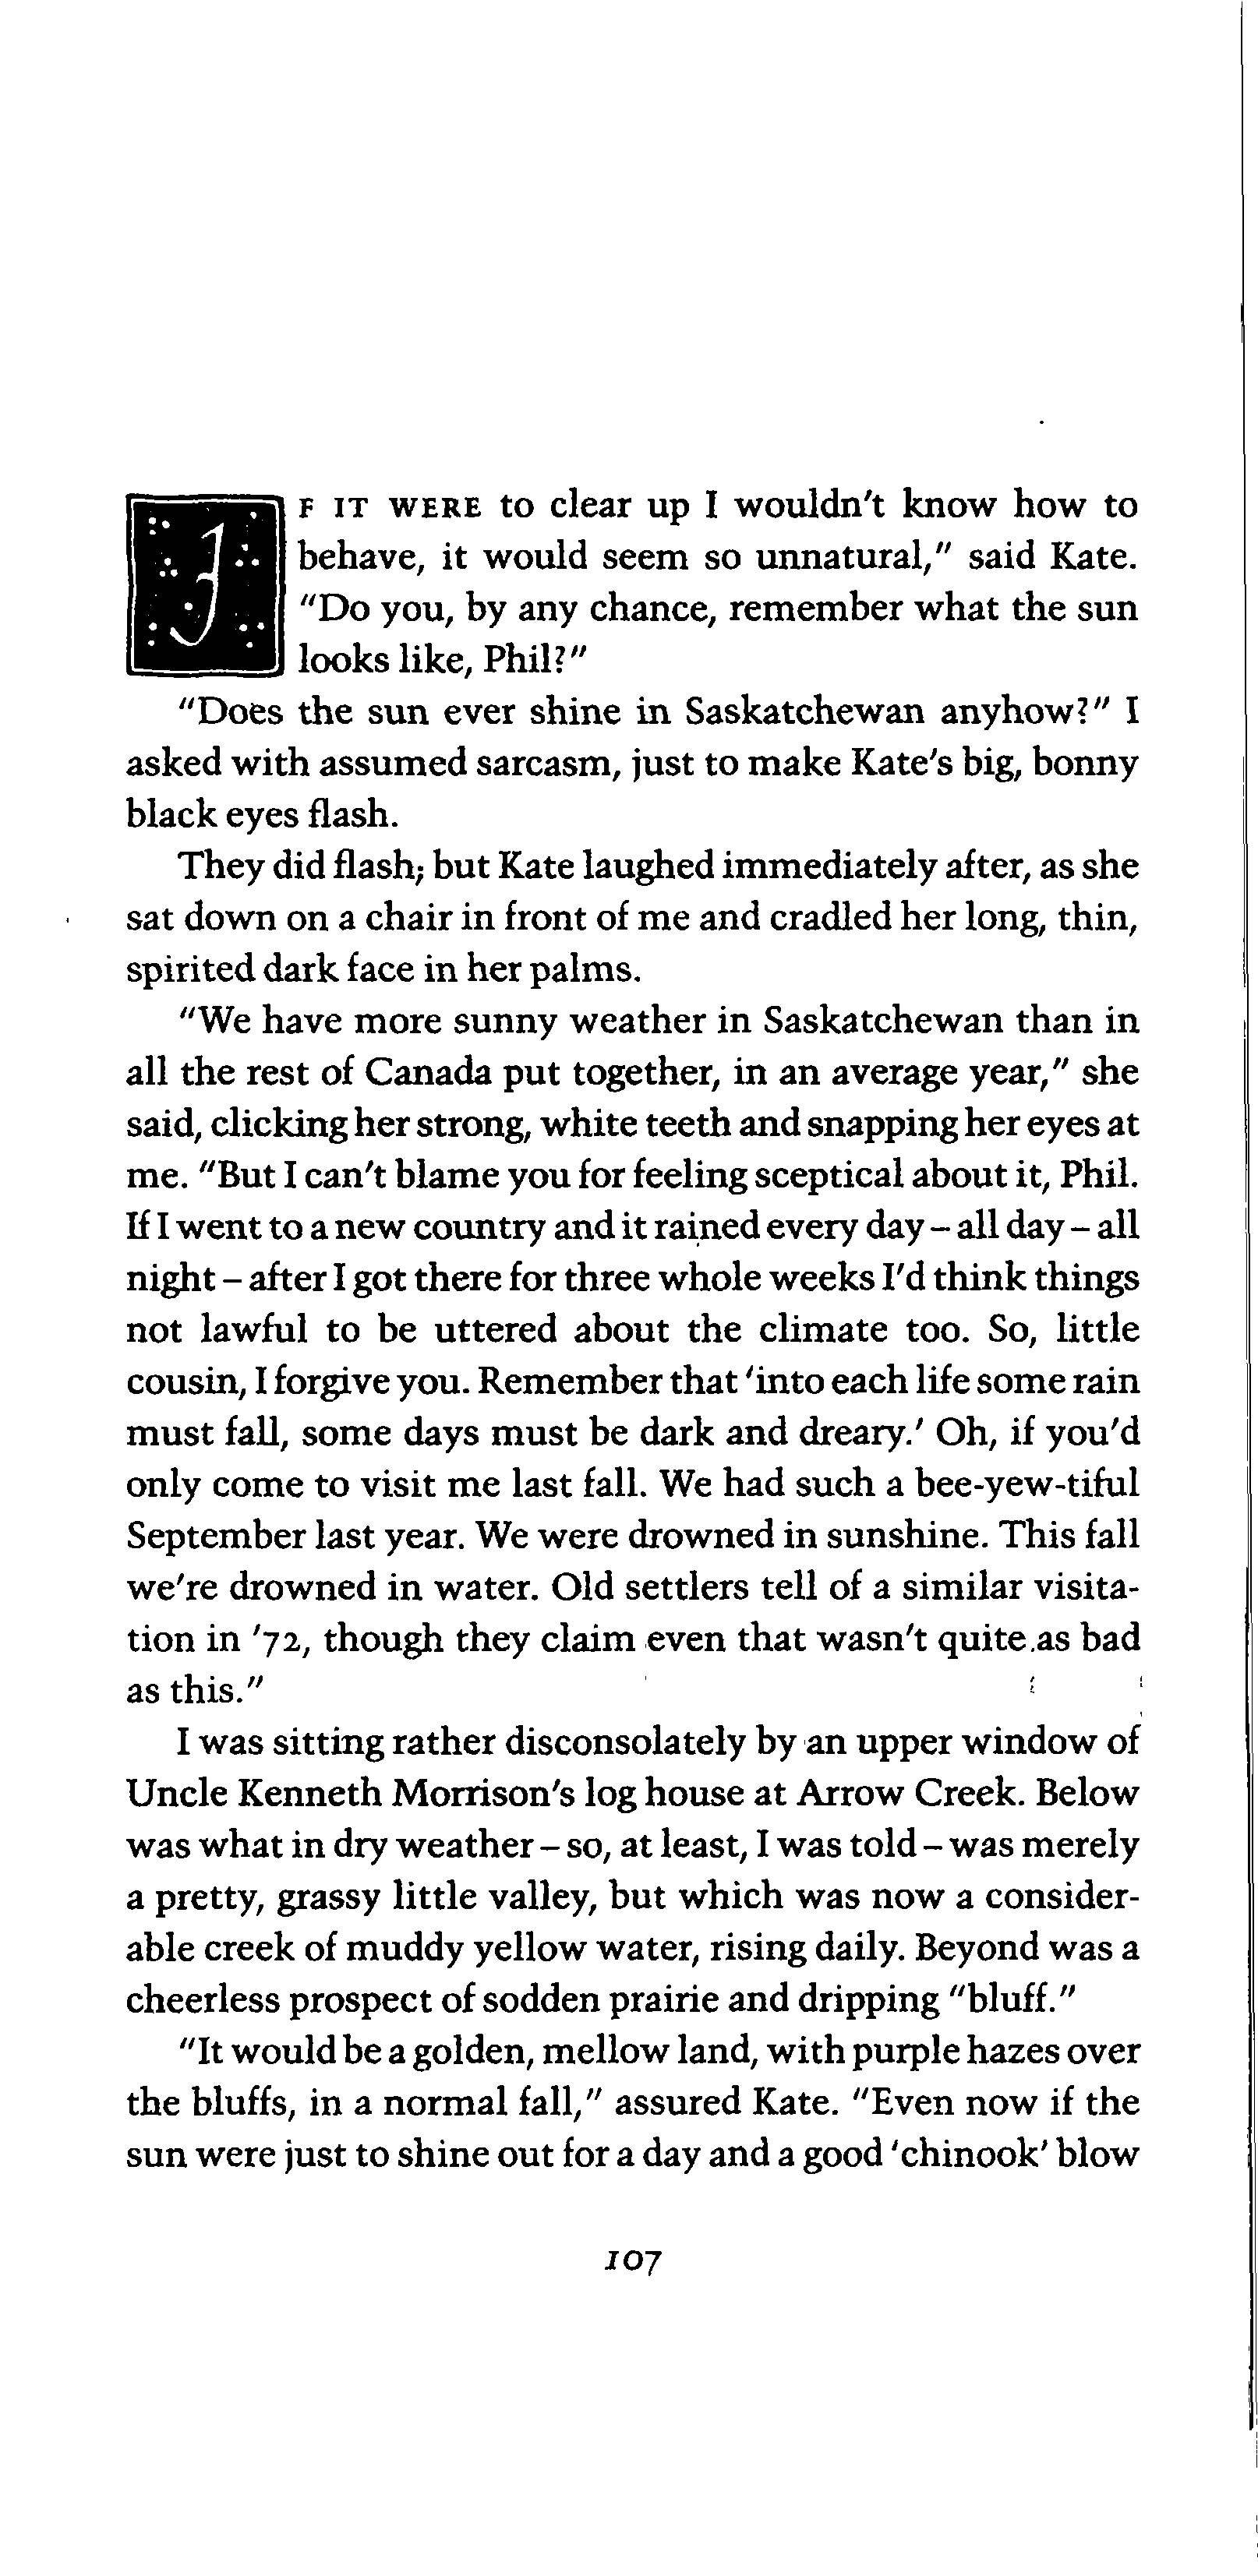 IF IT WERE to clear up I wouldn't know how to
behave, it would seem so unnatural," said Kate.
"Do you, by any chance, remember what the sun
looks like, Phil?"
"Does the sun ever shine in Saskatchewan anyhow?" I
asked with assumed sarcasm, just to make Kate's big, bonny
black eyes flash.
They did flash; but Kate laughed immediately after, as she
sat down on a chair in front of me and cradled her long, thin,
spirited dark face in her palms.
"We have more sunny weather in Saskatchewan than in
all the rest of Canada put together, in an average year," she
said, clicking her strong, white teeth and snapping her eyes at
me. "But I can't blame you for feeling sceptical about it, Phil.
If I went to a new country and it rained every day – all day – all
night – after I got there for three whole weeks I'd think things
not lawful to be uttered about the climate too. So, little
cousin, I forgive you. Remember that 'into each life some rain
must fall, some days must be dark and dreary.' Oh, if you'd
only come to visit me last fall. We had such a bee-yew-tiful
September last year. We were drowned in sunshine. This fall
we're drowned in water. Old settlers tell of a similar visita-
tion in '72, though they claim even that wasn't quite as bad
as this."
I was sitting rather disconsolately by an upper window of
Uncle Kenneth Morrison's log house at Arrow Creek. Below
was what in dry weather – so, at least, I was told – was merely
a pretty, grassy little valley, but which was now a consider-
able creek of muddy yellow water, rising daily. Beyond was a
cheerless prospect of sodden prairie and dripping "bluff."
"It would be a golden, mellow land, with purple hazes over
the bluffs, in a normal fall," assured Kate. "Even now if the
sun were just to shine out for a day and a good 'chinook' blow
107